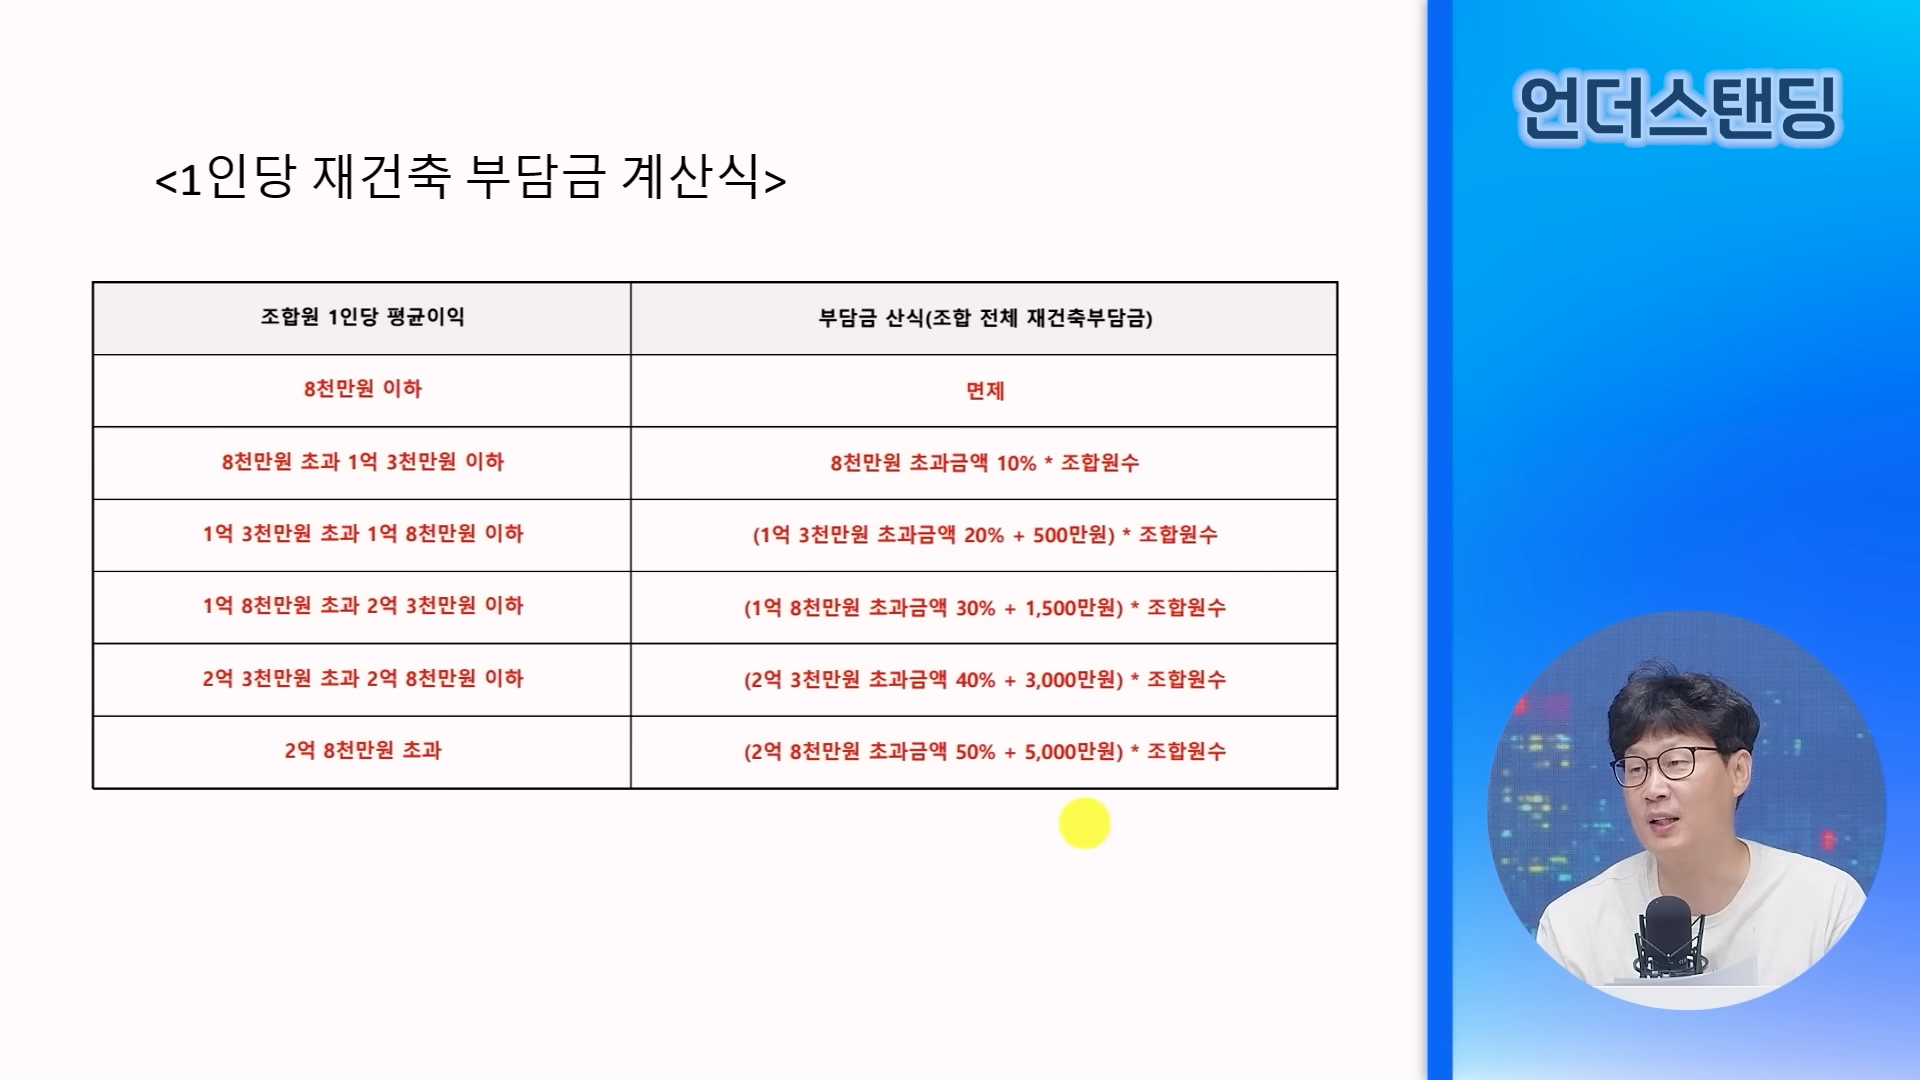 언더스탠딩
<1인당 재건축 부담금 계산식>
조합원 1인당 평균이익
부담금 산식(조합 전체 재건축부담금)
8천만원 이하
면제
8천만원 초과 1억 3천만원 이하
8천만원 초과금액 10% * 조합원수
1억 3천만원 초과 1억 8천만원 이하
(1억 3천만원 초과금액 20% + 500만원) * 조합원수
1억 8천만원 초과 2억 3천만원 이하
(1억 8천만원 초과금액 30% + 1,500만원) * 조합원수
2억 3천만원 초과 2억 8천만원 이하
(2억 3천만원 초과금액 40% + 3,000만원) * 조합원수
2억 8천만원 초과
(2억 8천만원 초과금액 50% + 5,000만원) * 조합원수